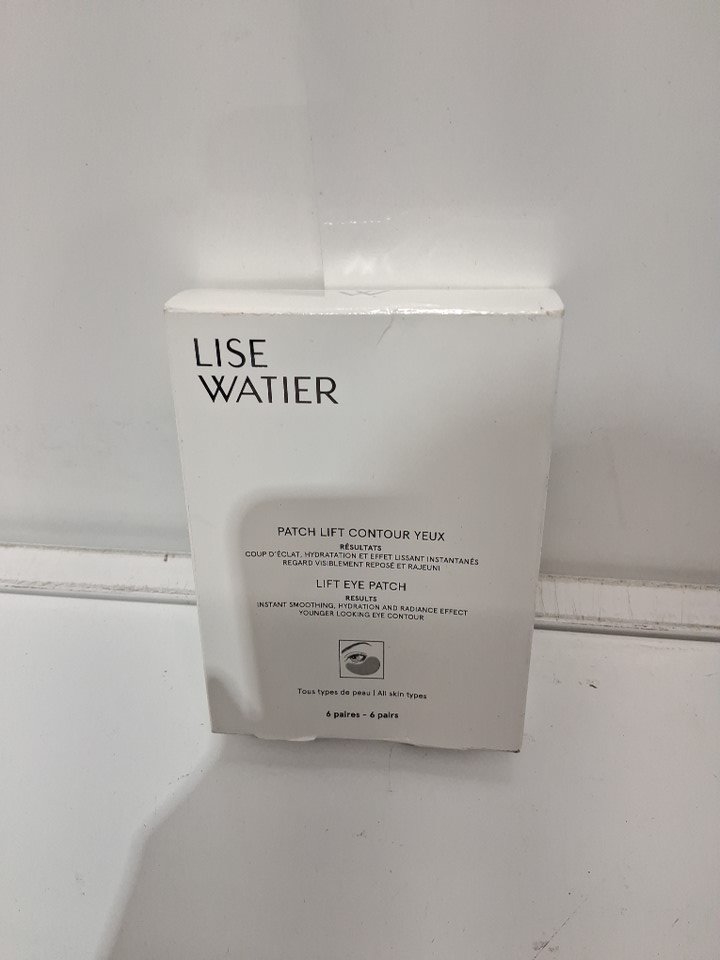 LISE
WATIER
PATCH LIFT CONTOUR YEUX
RÉSULTATS
COUP D'ÉCLAT, HYDRATATION ET EFFET LISSANT INSTANTANÉS
REGARD VISIBLEMENT REPOSÉ ET RAJEUNI
LIFT EYE PATCH
RESULTS
INSTANT SMOOTHING, HYDRATION AND RADIANCE EFFECT
YOUNGER LOOKING EYE CONTOUR
Tous types de peau | All skin types
6 paires - 6 pairs